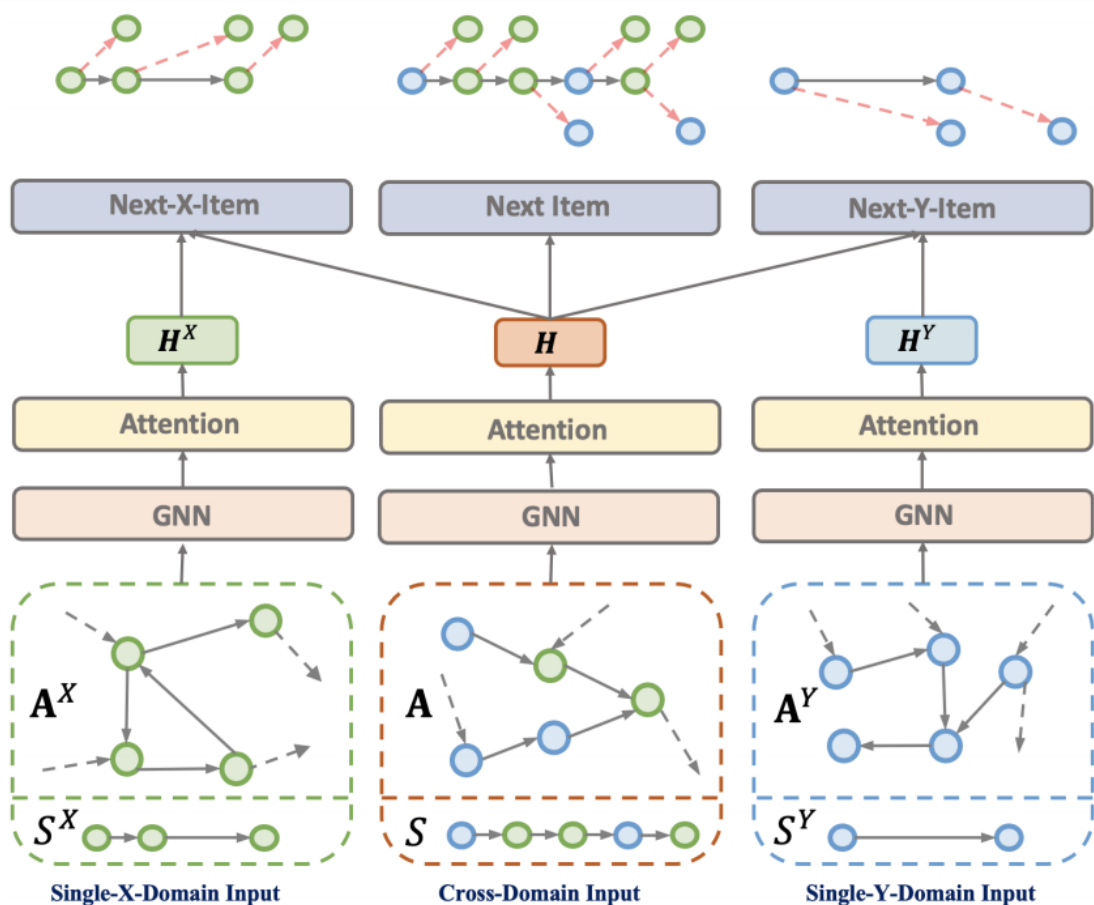 Next-X-Item Next Item Next-Y-Item
H^X H H^Y
Attention Attention Attention
GNN GNN GNN
A^X A A^Y
S^X S S^Y
Single-X-Domain Input Cross-Domain Input Single-Y-Domain Input